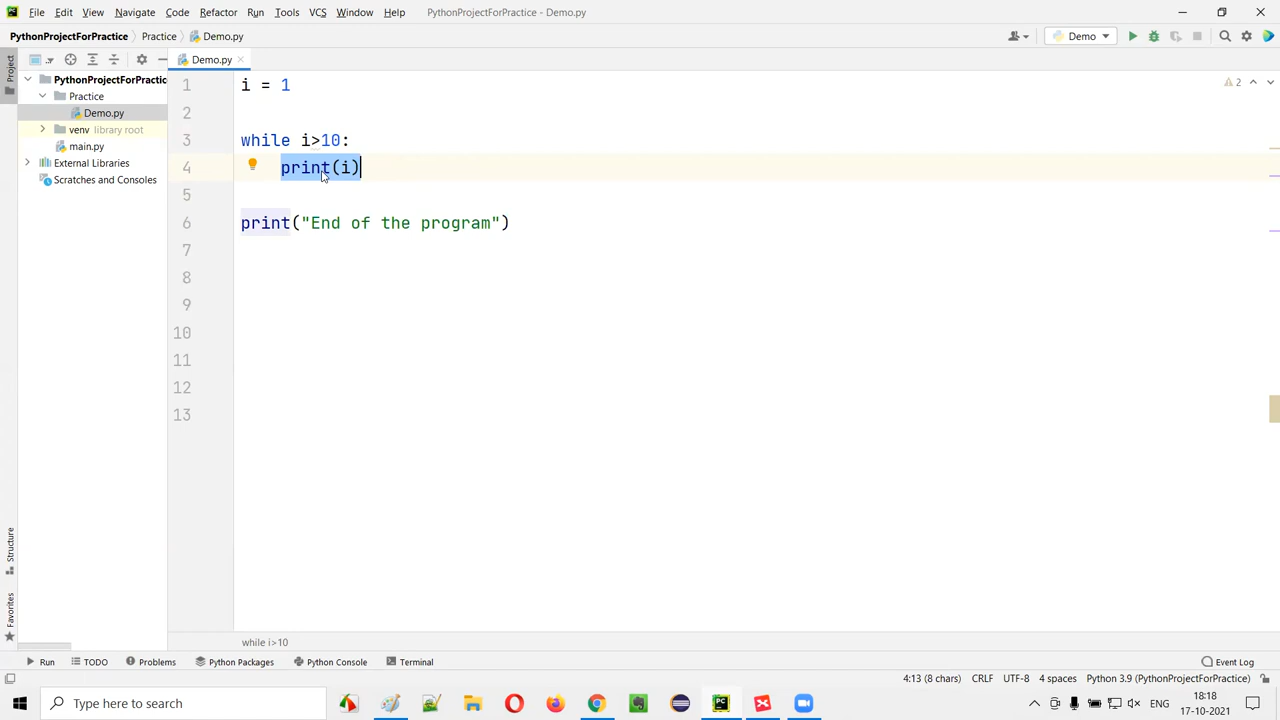 File Edit View Navigate Code Refactor Run Tools VCS Window Help PythonProjectForPractice - Demo.py
PythonProjectForPractice Practice Demo.py Demo
Project
Demo.py
PythonProjectForPractic
Practice
Demo.py
venv library root
main.py
External Libraries
Scratches and Consoles
1 i = 1
2
3 while i>10:
4 print(i)
5
6 print("End of the program")
7
8
9
10
11
12
13
2
Structure
Favorites
while i>10
Run TODO Problems Python Packages Python Console Terminal Event Log
4:13 (8 chars) CRLF UTF-8 4 spaces Python 3.9 (PythonProjectForPractice)
Type here to search
ENG
18:18
17-10-2021